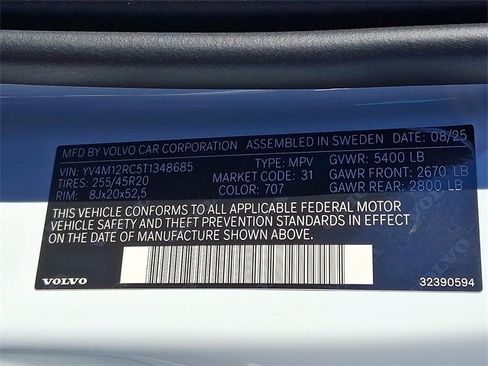 MFD BY VOLVO CAR CORPORATION ASSEMBLED IN SWEDEN DATE: 08/25
VIN: YV4M12RC5T1348685 TYPE: MPV GVWR: 5400 LB
TIRES: 255/45R20 MARKET CODE: 31 GAWR FRONT: 2670 LB
RIM: 8Jx20x52,5 COLOR: 707 GAWR REAR: 2800 LB
THIS VEHICLE CONFORMS TO ALL APPLICABLE FEDERAL MOTOR
VEHICLE SAFETY AND THEFT PREVENTION STANDARDS IN EFFECT
ON THE DATE OF MANUFACTURE SHOWN ABOVE.
VOLVO 32390594